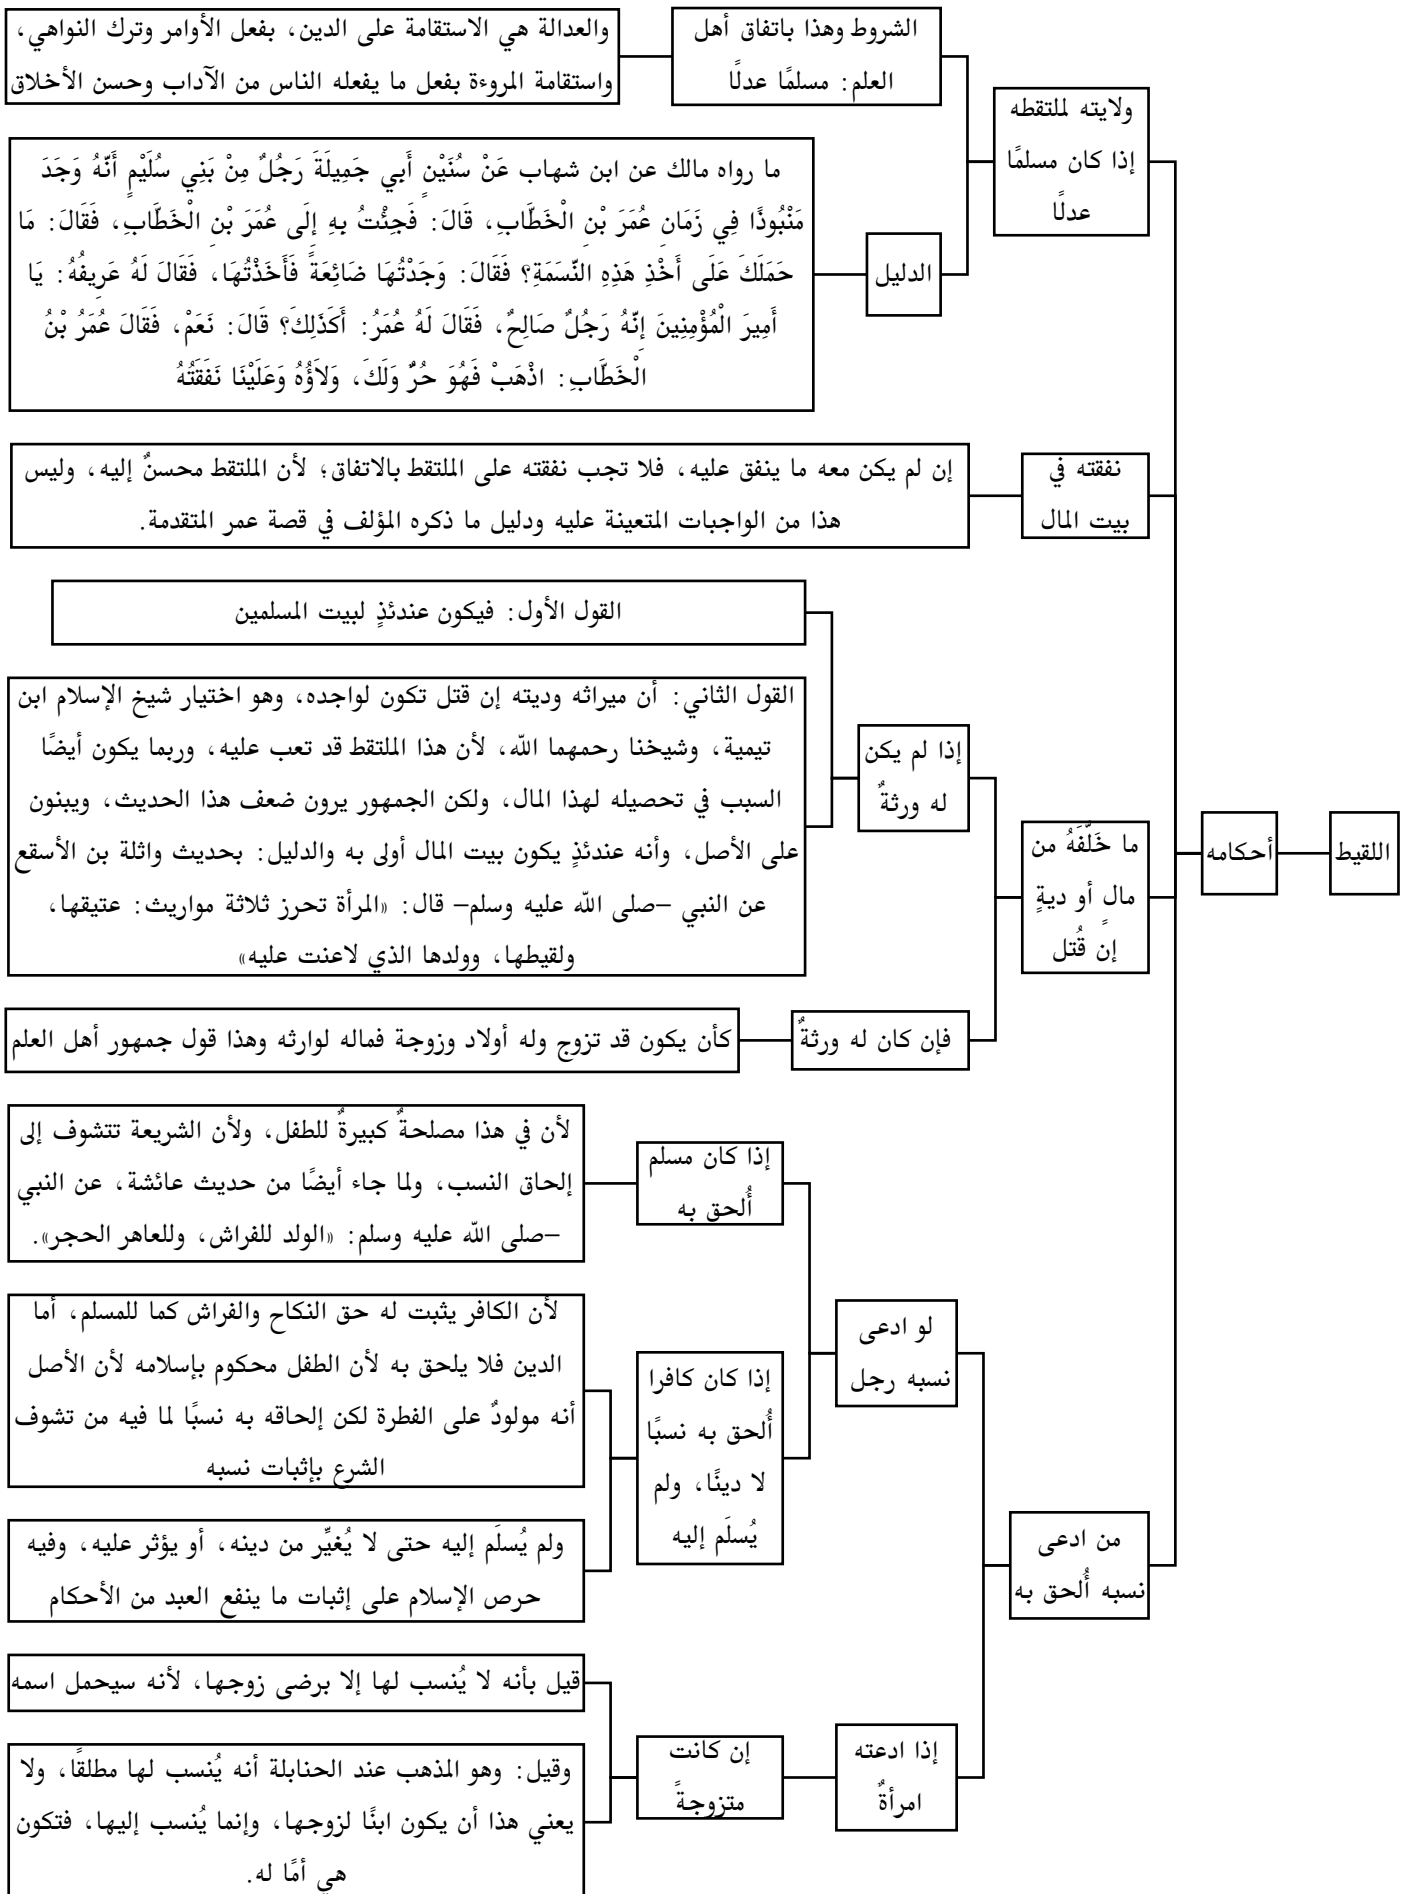 اللقيط
أحكامه
ولايته لملتقطه
إذا كان مسلمًا
عدلًا
الشروط وهذا باتفاق أهل
العلم: مسلمًا عدلًا
والعدالة هي الاستقامة على الدين، بفعل الأوامر وترك النواهي،
واستقامة المروءة بفعل ما يفعله الناس من الآداب وحسن الأخلاق
الدليل
ما رواه مالك عن ابن شهاب عَنْ سُنَيْنٍ أَبي جَمِيلَةَ رَجُلٌ مِنْ بَنِي سُلَيْمٍ أَنَّهُ وَجَدَ
مَنْبُوذًا فِي زَمَانِ عُمَرَ بْنِ الْخَطَّابِ، قَالَ: فَجِئْتُ بِهِ إِلَى عُمَرَ بْنِ الْخَطَّابِ، فَقَالَ: مَا
حَمَلَكَ عَلَى أَخْذِ هَذِهِ النَّسَمَةِ؟ فَقَالَ: وَجَدْتُهَا ضَائِعَةً فَأَخَذْتُهَا، فَقَالَ لَهُ عَرِيفُهُ: يَا
أَمِيرَ الْمُؤْمِنِينَ إِنَّهُ رَجُلٌ صَالِحٌ، فَقَالَ لَهُ عُمَرُ: أَكَذَلِكَ؟ قَالَ: نَعَمْ، فَقَالَ عُمَرُ بْنُ
الْخَطَّابِ: اذْهَبْ فَهُوَ حُرٌّ وَلَكَ، وَلاَؤُهُ وَعَلَيْنَا نَفَقَتُهُ
نفقته في
بيت المال
إن لم يكن معه ما ينفق عليه، فلا تجب نفقته على الملتقط بالاتفاق؛ لأن الملتقط محسنٌ إليه، وليس
هذا من الواجبات المتعينة عليه ودليل ما ذكره المؤلف في قصة عمر المتقدمة.
ما خَلَّفَهُ من
مالٍ أو ديةٍ
إن قُتل
إذا لم يكن
له ورثةٌ
القول الأول: فيكون عندئذٍ لبيت المسلمين
القول الثاني: أن ميراثه وديته إن قتل تكون لواجده، وهو اختيار شيخ الإسلام ابن
تيمية، وشيخنا رحمهما الله، لأن هذا الملتقط قد تعب عليه، وربما يكون أيضًا
السبب في تحصيله لهذا المال، ولكن الجمهور يرون ضعف هذا الحديث، ويبنون
على الأصل، وأنه عندئذٍ يكون بيت المال أولى به والدليل: بحديث واثلة بن الأسقع
عن النبي –صلى الله عليه وسلم– قال: «المرأة تحرز ثلاثة مواريث: عتيقها،
ولقيطها، وولدها الذي لاعنت عليه»
فإن كان له ورثةٌ
كأن يكون قد تزوج وله أولاد وزوجة فماله لوارثه وهذا قول جمهور أهل العلم
من ادعى
نسبه أُلحق به
لو ادعى
نسبه رجل
إذا كان مسلم
أُلحق به
لأن في هذا مصلحةٌ كبيرةٌ للطفل، ولأن الشريعة تتشوف إلى
إلحاق النسب، ولما جاء أيضًا من حديث عائشة، عن النبي
–صلى الله عليه وسلم: «الولد للفراش، وللعاهر الحجر».
إذا كان كافرا
أُلحق به نسبًا
لا دينًا، ولم
يُسلَم إليه
لأن الكافر يثبت له حق النكاح والفراش كما للمسلم، أما
الدين فلا يلحق به لأن الطفل محكوم بإسلامه لأن الأصل
أنه مولودٌ على الفطرة لكن إلحاقه به نسبًا لما فيه من تشوف
الشرع بإثبات نسبه
ولم يُسلَم إليه حتى لا يُغيِّر من دينه، أو يؤثر عليه، وفيه
حرص الإسلام على إثبات ما ينفع العبد من الأحكام
إذا ادعته
امرأةٌ
إن كانت
متزوجةً
قيل بأنه لا يُنسب لها إلا برضى زوجها، لأنه سيحمل اسمه
وقيل: وهو المذهب عند الحنابلة أنه يُنسب لها مطلقًا، ولا
يعني هذا أن يكون ابنًا لزوجها، وإنما يُنسب إليها، فتكون
هي أمًا له.